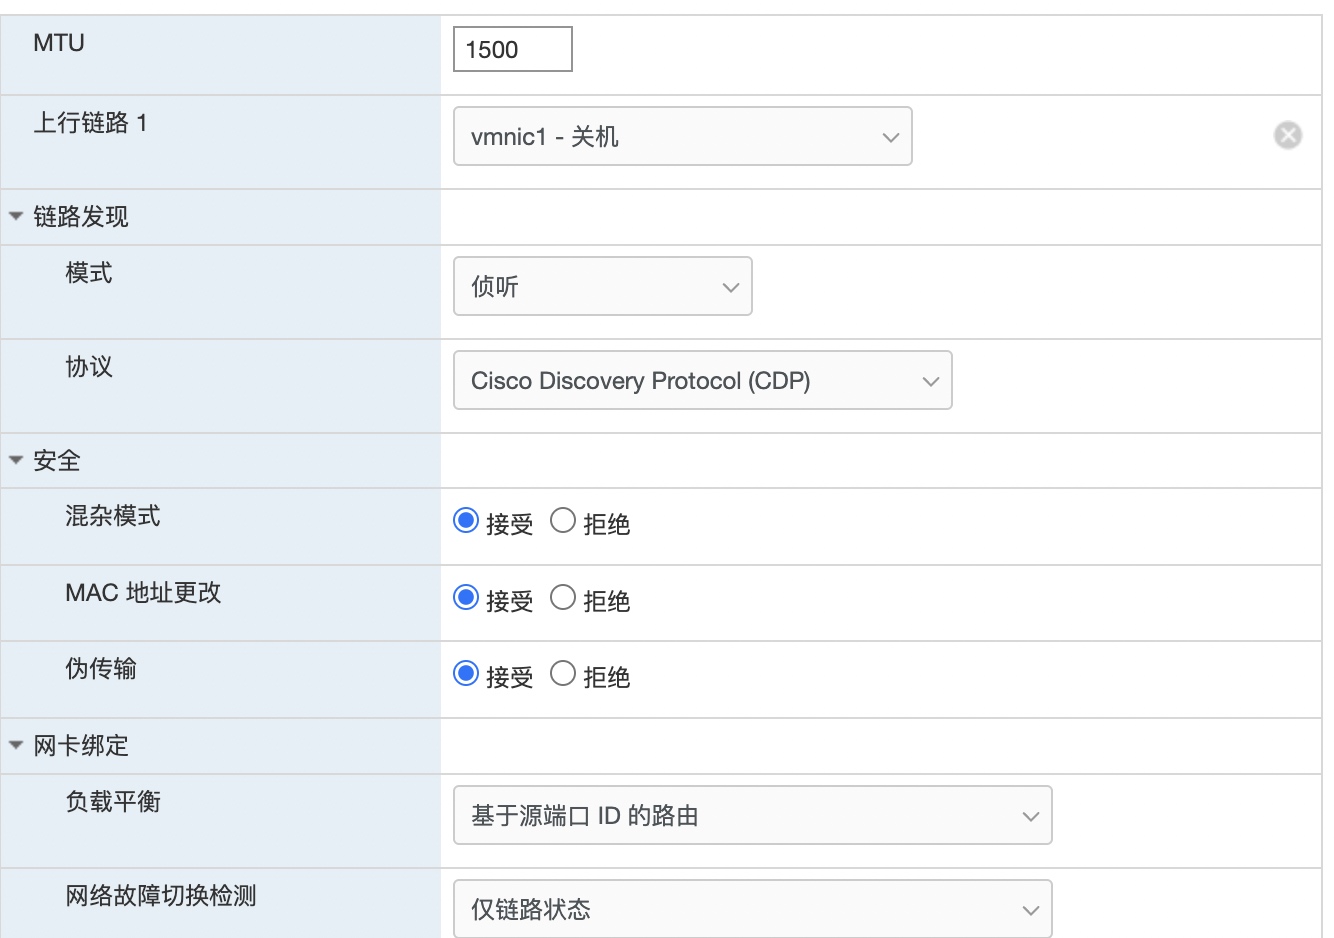 MTU
1500
上行链路 1
vmnic1 - 关机
链路发现
模式
侦听
协议
Cisco Discovery Protocol (CDP)
安全
混杂模式
接受 拒绝
MAC 地址更改
接受 拒绝
伪传输
接受 拒绝
网卡绑定
负载平衡
基于源端口 ID 的路由
网络故障切换检测
仅链路状态